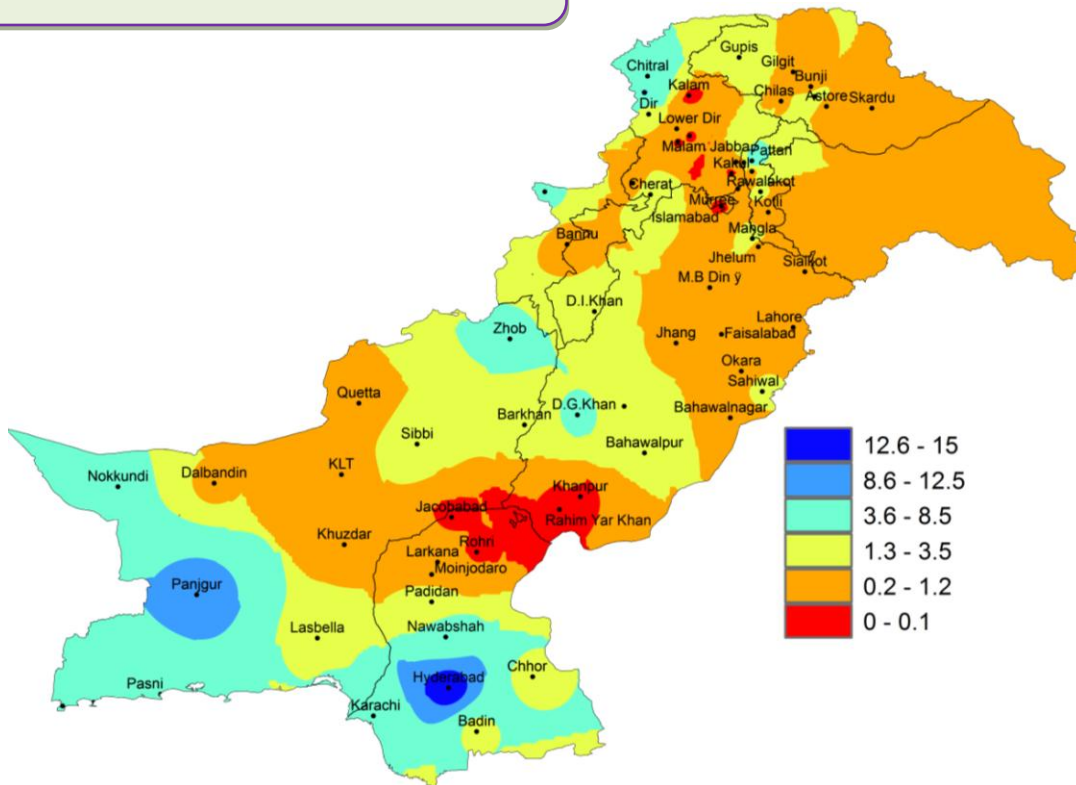 Gupis
Chitral
Gilgit
Bunji
Kalam
Chilas
Astore Skardu
Dir
Lower Dir
Malam Jabbap
Pattan
Cherat
Rawalakot
Murree
Kotli
Islamabad
Bannu
Mangla
Jhelum
Sialkot
M.B Din ÿ
D.I.Khan
Zhob
Lahore
Jhang
Faisalabad
Okara
Sahiwal
Quetta
D.G.Khan
Bahawalnagar
Barkhan
Sibbi
Bahawalpur
Nokkundi
Dalbandin
KLT
Khanpur
Jacobabad
Rahim Yar Khan
Khuzdar
Rohn
Larkana
Moinjodaro
Panjgur
Padidan
Lasbella
Nawabshah
Hyderabad
Chhor
Pasni
Karachi
Badin
12.6 - 15
8.6 - 12.5
3.6 - 8.5
1.3 - 3.5
0.2 - 1.2
0 - 0.1